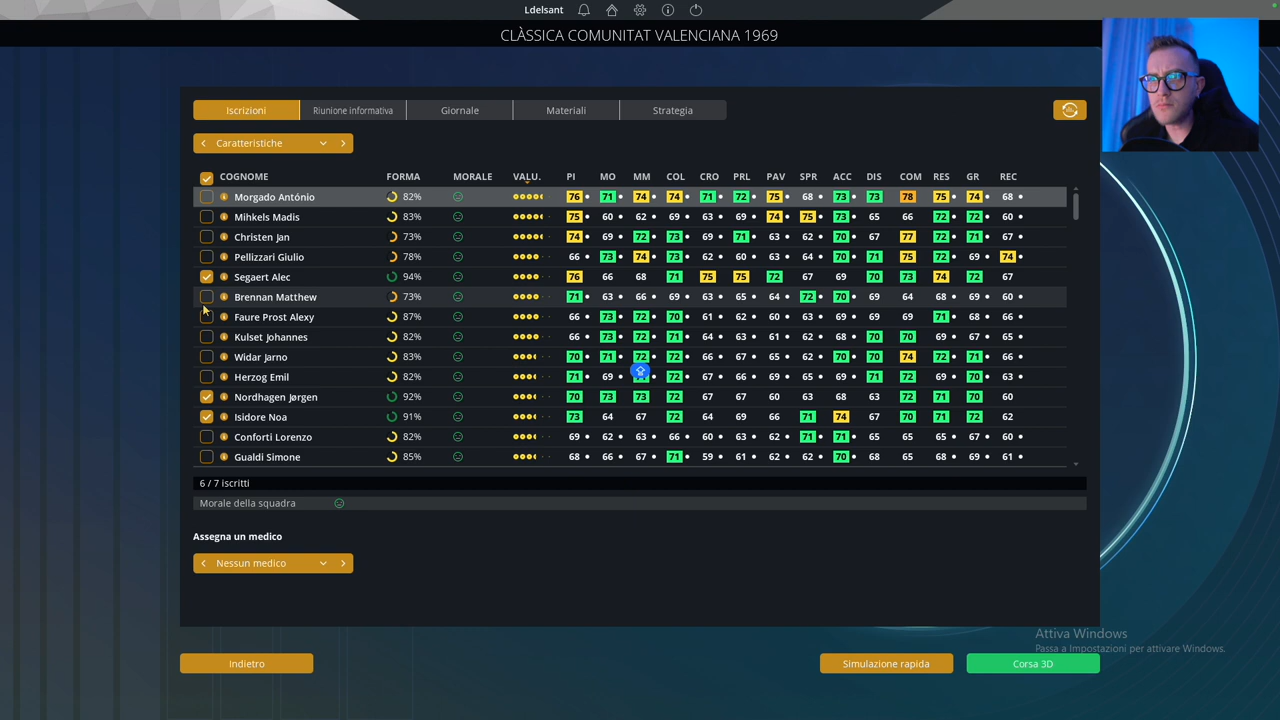 Ldelsant
CLÀSSICA COMUNITAT VALENCIANA 1969
Iscrizioni Riunione informativa Giornale Materiali Strategia
Caratteristiche
COGNOME FORMA MORALE VALU. PI MO MM COL CRO PRL PAV SPR ACC DIS COM RES GR REC
Morgado António 82% 76 71 74 74 71 72 75 68 73 73 78 75 74 68
Mihkels Madis 83% 75 60 62 69 63 69 74 75 73 65 66 72 72 60
Christen Jan 73% 74 69 72 73 69 71 63 62 70 67 77 72 71 67
Pellizzari Giulio 78% 66 73 74 73 62 60 62 64 70 71 75 72 69 74
Segaert Alec 94% 76 66 68 71 75 75 72 67 69 70 73 74 72 67
Brennan Matthew 73% 71 63 66 69 63 65 64 72 70 69 64 68 69 60
Faure Prost Alexy 87% 66 73 72 70 61 62 60 63 69 69 69 71 68 66
Kulset Johannes 82% 66 73 72 71 64 63 61 62 68 70 70 69 67 65
Widar Jarno 83% 70 71 72 72 66 67 65 62 70 70 74 72 71 66
Herzog Emil 82% 71 69 72 67 66 69 65 69 71 72 69 70 63
Nordhagen Jørgen 92% 70 73 73 72 67 67 60 63 68 63 72 71 70 60
Isidore Noa 91% 73 64 67 72 64 69 66 71 74 67 70 71 72 62
Conforti Lorenzo 82% 69 62 63 66 60 63 62 71 71 65 65 65 69 60
Gualdi Simone 85% 68 66 67 71 59 61 62 62 70 68 65 68 69 61
6 / 7 iscritti
Morale della squadra
Assegna un medico
Nessun medico
Attiva Windows
Passa a Impostazioni per attivare Windows.
Indietro Simulazione rapida Corsa 3D